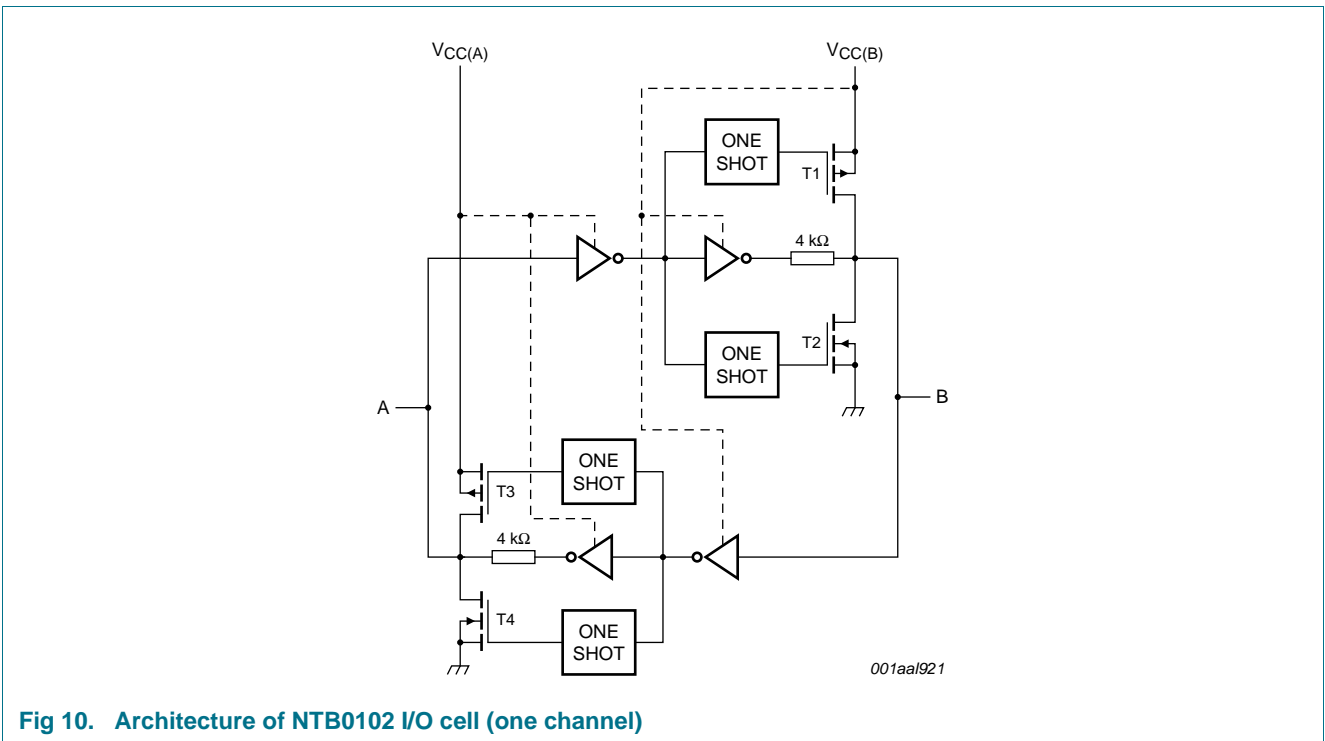 VCC(A)
VCC(B)
ONE
SHOT
T1
4 kΩ
ONE
SHOT
T2
A
B
ONE
SHOT
T3
4 kΩ
T4
ONE
SHOT
001aal921
Fig 10. Architecture of NTB0102 I/O cell (one channel)